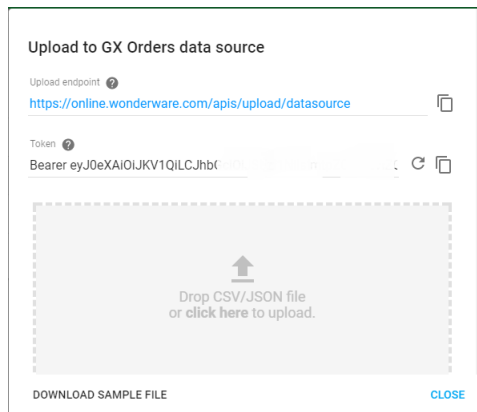 Upload to GX Orders data source
Upload endpoint
https://online.wonderware.com/apis/upload/datasource
Token
Bearer
Drop CSV/JSON file
or click here to upload.
DOWNLOAD SAMPLE FILE
CLOSE